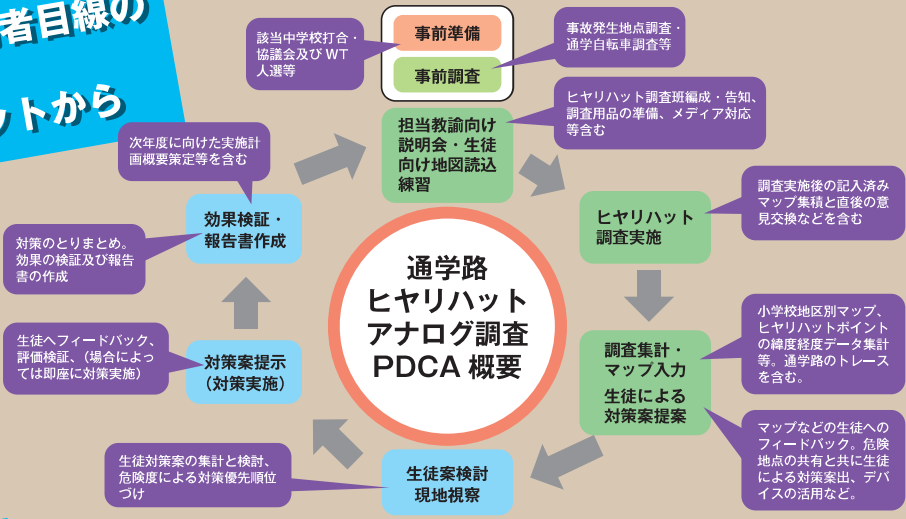 者目線の
ットから
事前準備
該当中学校打合・
協議会及び WT
人選等
事前調査
事故発生地点調査・
通学自転車調査等
担当教諭向け
説明会・生徒
向け地図読込
練習
ヒヤリハット調査班編成・告知、
調査用品の準備、メディア対応
等含む
ヒヤリハット
調査実施
調査実施後の記入済み
マップ集積と直後の意
見交換などを含む
調査集計・
マップ入力
生徒による
対策案提案
小学校地区別マップ、
ヒヤリハットポイント
の緯度経度データ集計
等。通学路のトレース
を含む。
マップなどの生徒への
フィードバック。危険
地点の共有と共に生徒
による対策案出、デバ
イスの活用など。
生徒案検討
現地視察
生徒対策案の集計と検討、
危険度による対策優先順位
づけ
対策案提示
（対策実施）
生徒へフィードバック、
評価検証、（場合によっ
ては即座に対策実施）
効果検証・
報告書作成
対策のとりまとめ。
効果の検証及び報告
書の作成
次年度に向けた実施計
画概要策定等を含む
通学路
ヒヤリハット
アナログ調査
PDCA 概要